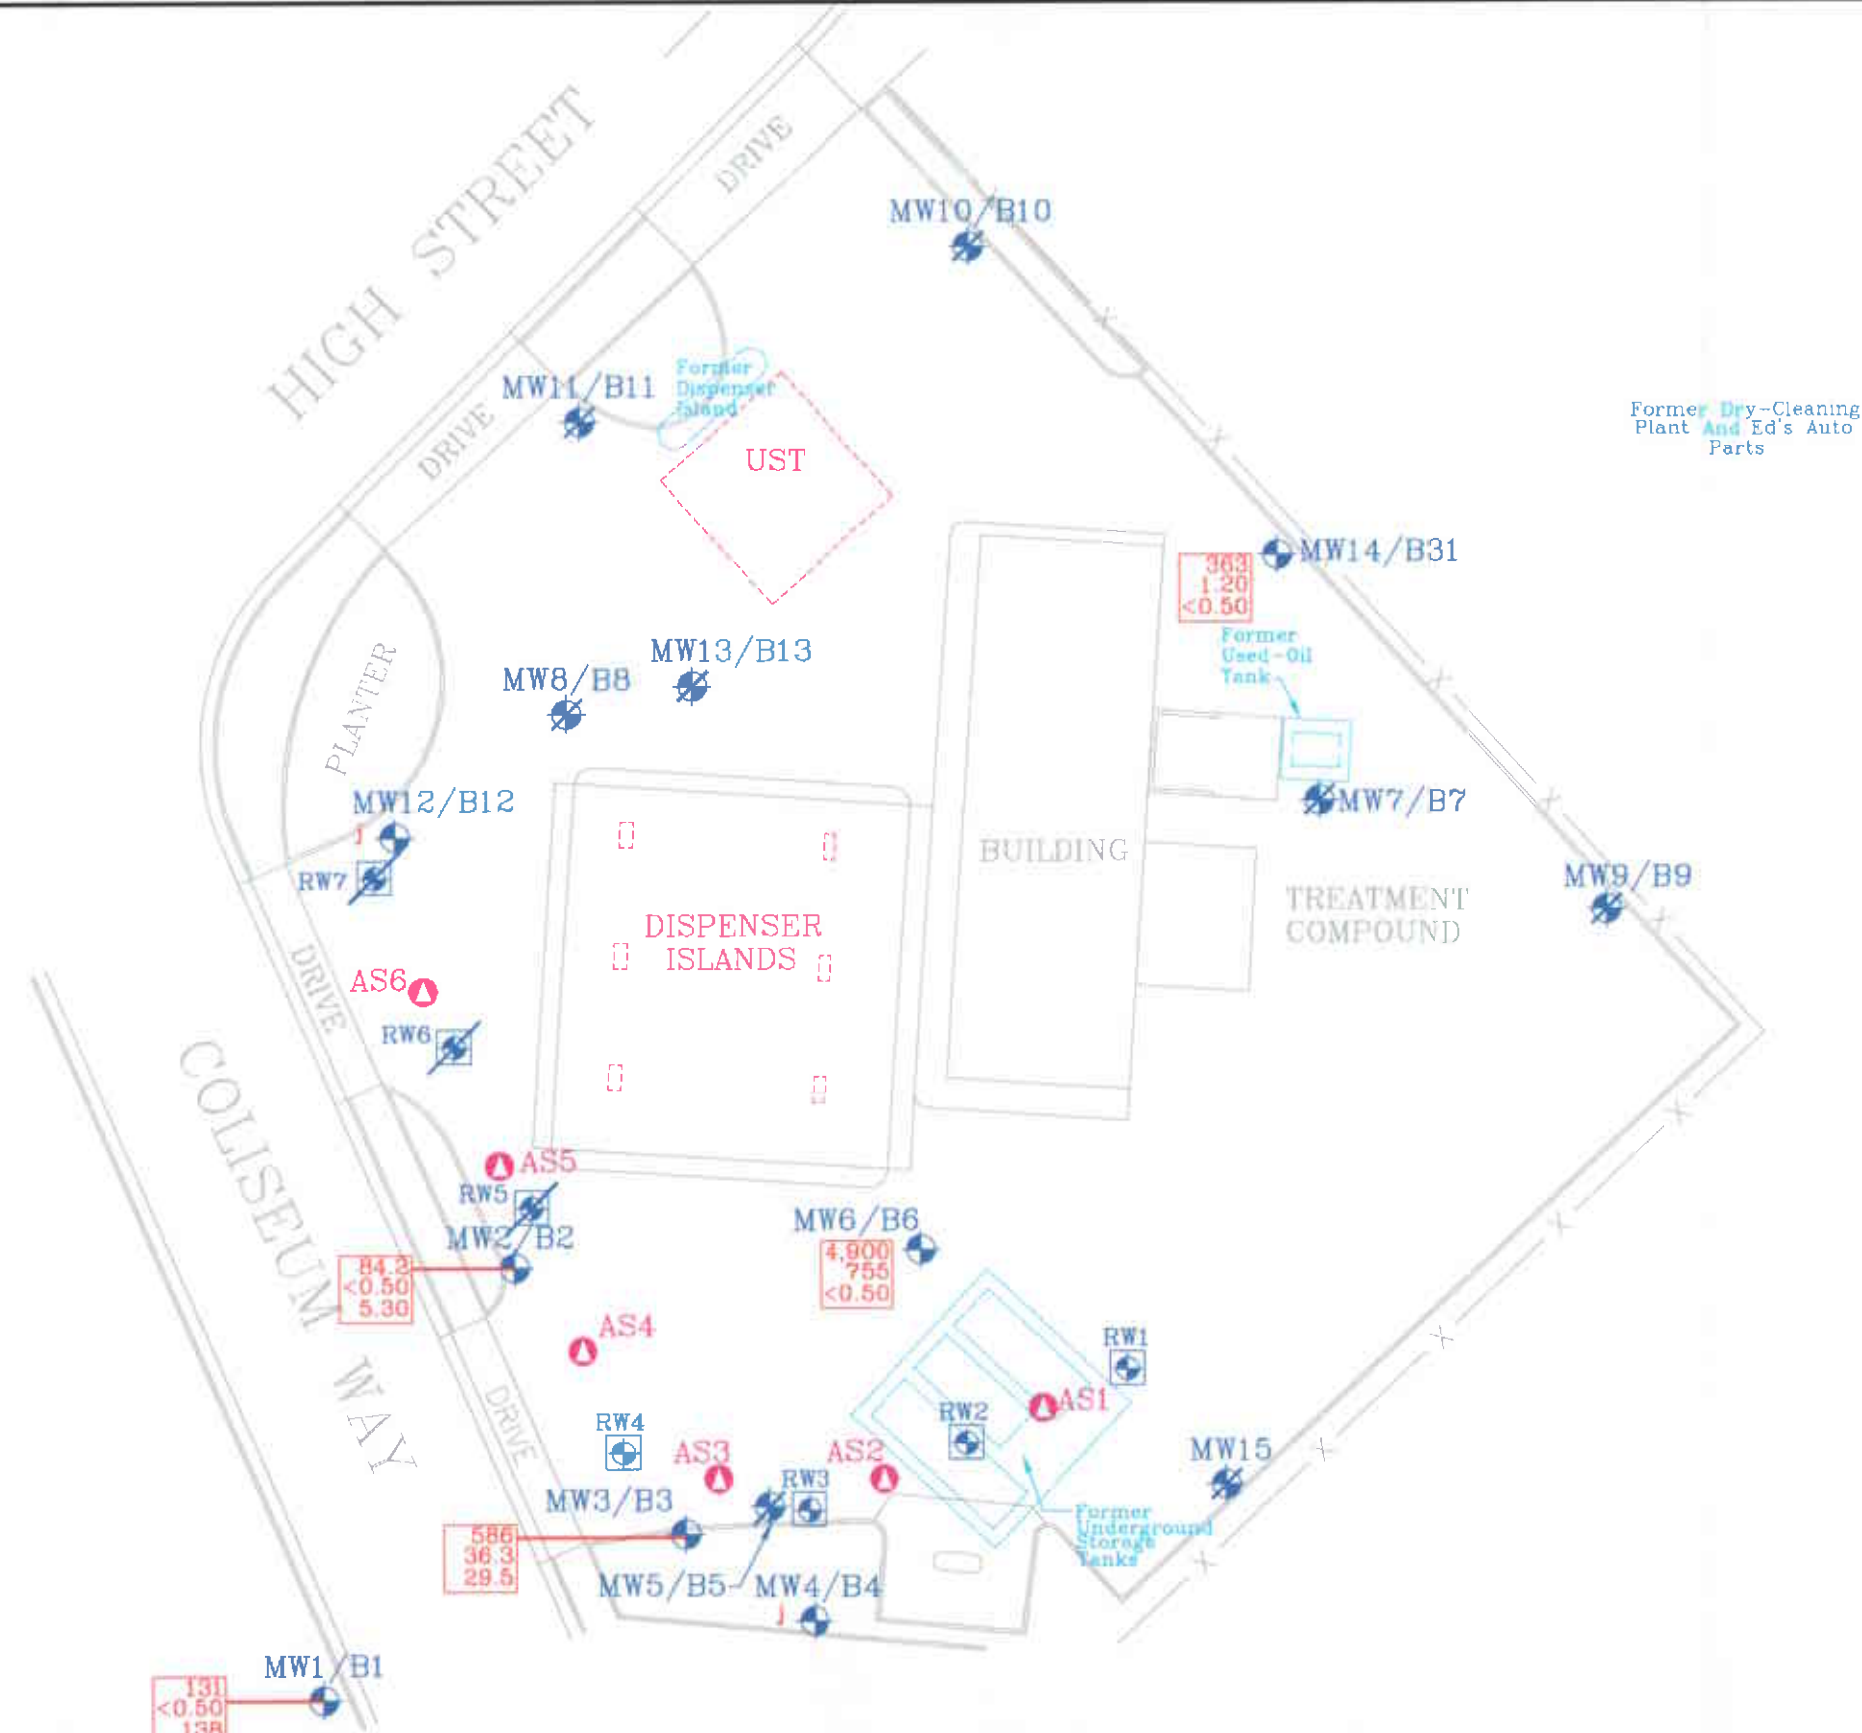 HIGH STREET
DRIVE
MW10/B10
MW11/B11
Former
Dispenser
Island
DRIVE
UST
Former Dry-Cleaning
Plant And Ed's Auto
Parts
MW14/B31
363
1.20
<0.50
Former
Used-Oil
Tank
MW13/B13
MW8/B8
PLANTER
MW12/B12
J
RW7
MW7/B7
BUILDING
MW9/B9
TREATMENT
COMPOUND
DISPENSER
ISLANDS
DRIVE
AS6
RW6
COLISEUM WAY
AS5
RW5
MW2/B2
84.2
<0.50
5.30
MW6/B6
4,900
755
<0.50
AS4
RW1
AS1
RW2
DRIVE
RW4
AS3
AS2
RW3
MW15
MW3/B3
586
36.3
29.5
Former
Underground
Storage
Tanks
MW5/B5
MW4/B4
J
MW1/B1
131
<0.50
138
X
X
X
X
X
X
X
X
X
X
X
X